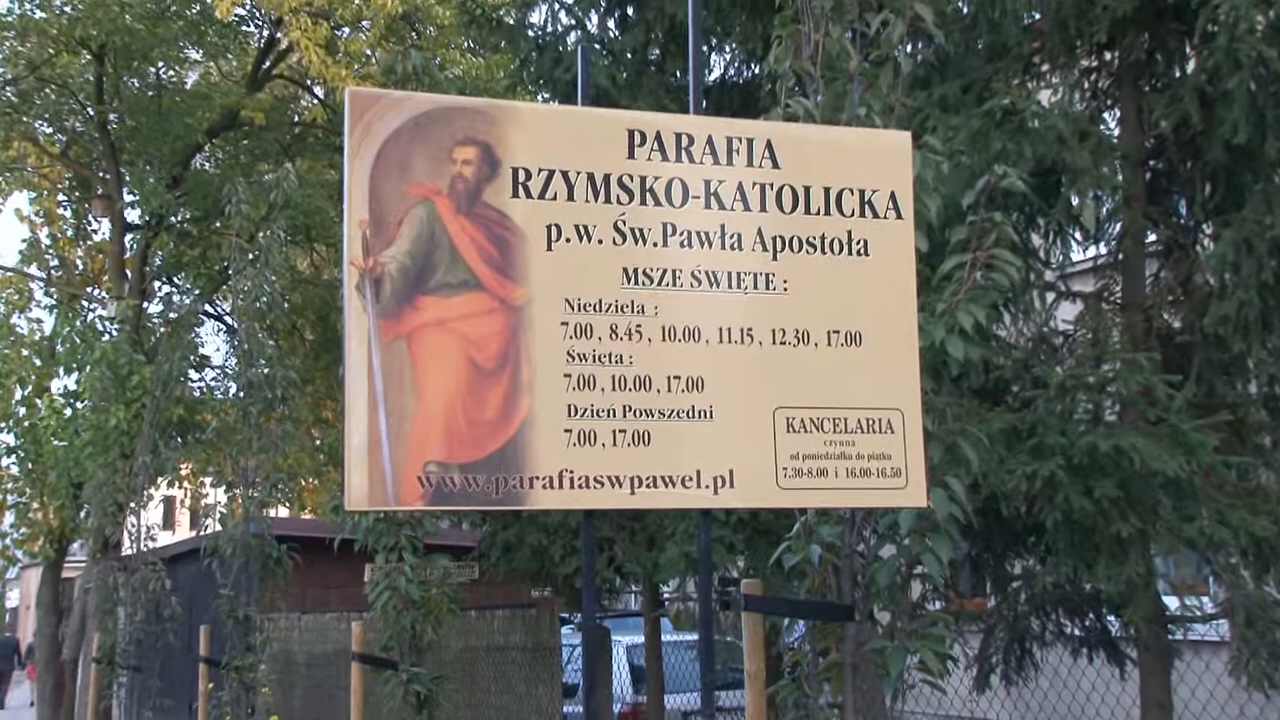 PARAFIA
RZYMSKO-KATOLICKA
p.w. Św.Pawła Apostoła
MSZE ŚWIĘTE :
Niedziela :
7.00 , 8.45 , 10.00 , 11.15 , 12.30 , 17.00
Święta :
7.00 , 10.00 , 17.00
Dzień Powszedni
7.00 , 17.00
KANCELARIA
czynna
od poniedziałku do piątku
7.30-8.00 i 16.00-16.50
www.parafiaswpawel.pl